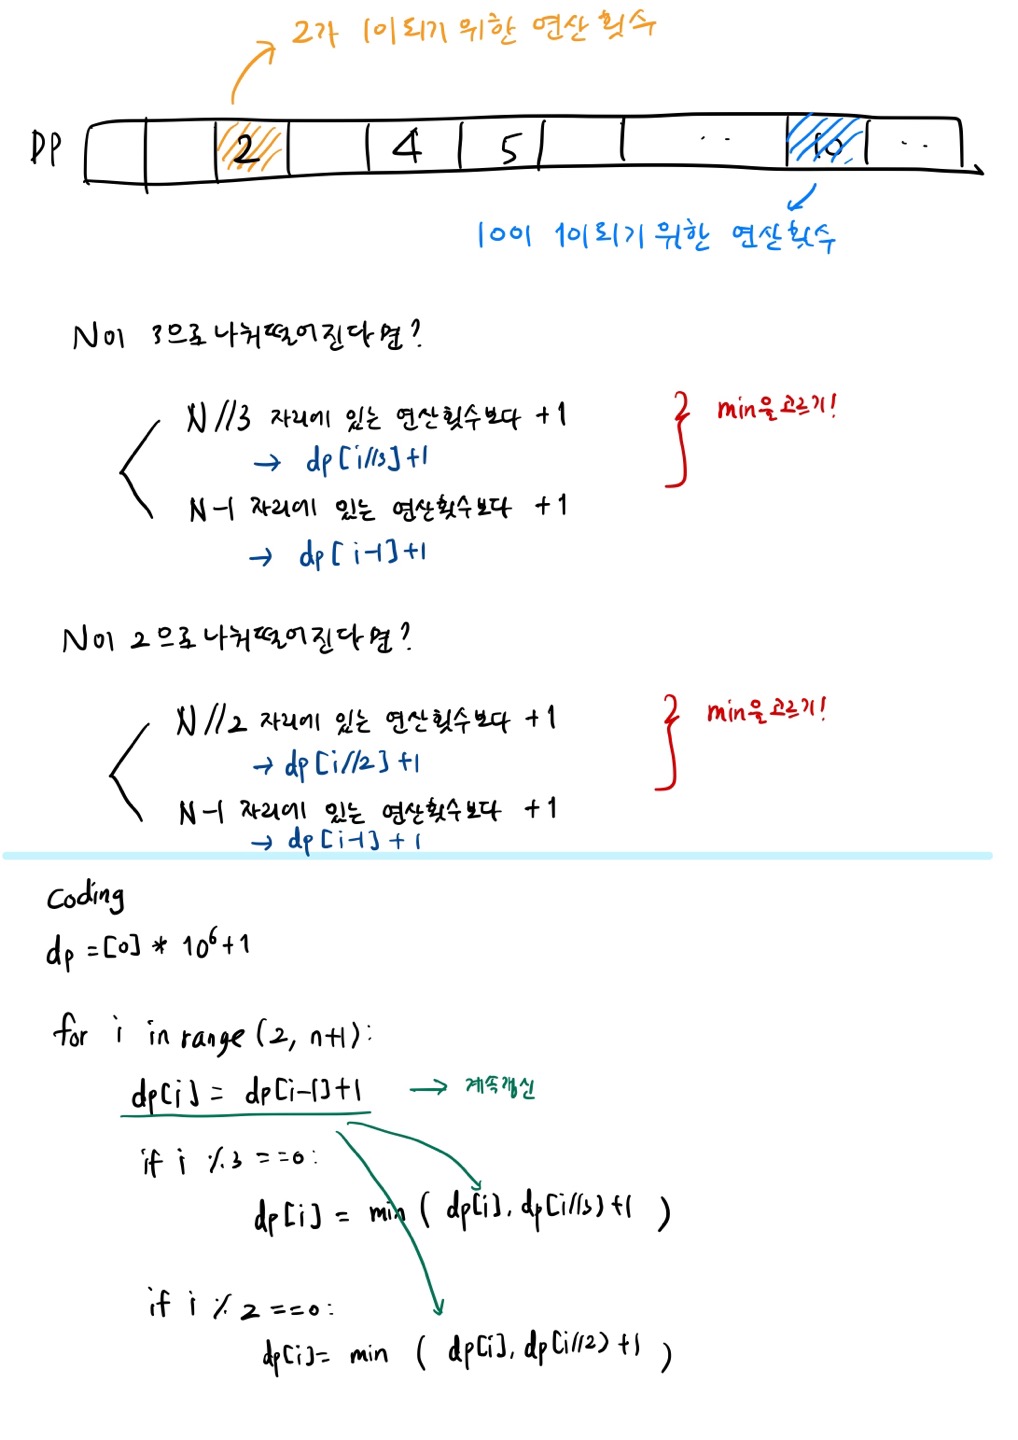 2가 1이되기 위한 연산 횟수
DP 2 4 5 ·· 10 ··
10이 1이되기 위한 연산횟수
N이 3으로 나눠떨어진다면?
N//3 자리에 있는 연산횟수보다 +1
→ dp[i//3]+1
N-1 자리에 있는 연산횟수보다 +1
→ dp[i-1]+1
min을 고르기!
N이 2으로 나눠떨어진다면?
N//2 자리에 있는 연산횟수보다 +1
→ dp[i//2]+1
N-1 자리에 있는 연산횟수보다 +1
→ dp[i-1]+1
min을 고르기!
Coding
dp = [0] * 10⁶+1
for i in range(2, n+1):
dp[i] = dp[i-1]+1 → 계속갱신
if i % 3 == 0:
dp[i] = min ( dp[i], dp[i//3)+1 )
if i % 2 == 0:
dp[i] = min ( dp[i], dp[i//2)+1 )